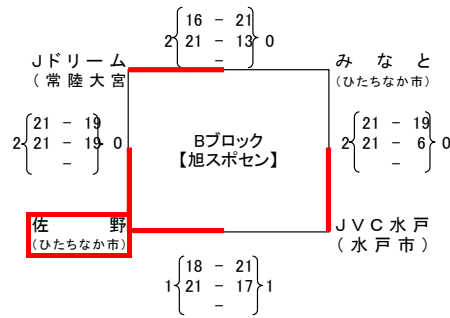 16 - 21
2 21 - 13 0
-
Jドリーム
(常陸大宮
みなと
(ひたちなか市)
21 - 19
2 21 - 19 0
-
Bブロック
【旭スポセン】
21 - 19
2 21 - 6 0
-
佐野
(ひたちなか市)
JVC水戸
(水戸市)
18 - 21
1 21 - 17 1
-